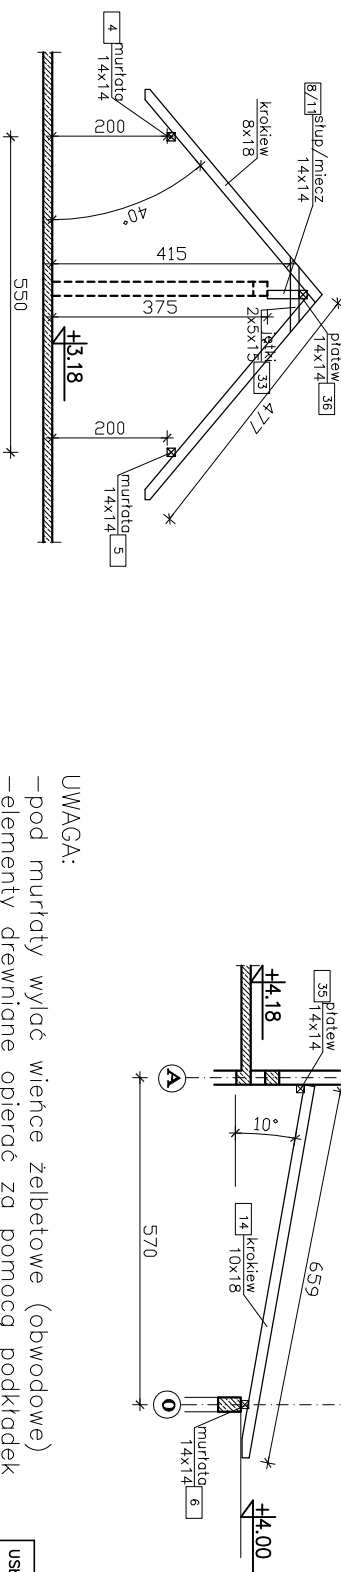 4
murłata
14x14
200
krokiew
8x18
8/11
słup/miecz
14x14
40°
415
375
550
+3.18
płatew
14x14
36
jętki
2x5x15
33
477
200
murłata
14x14
5
+4.18
35
płatew
14x14
A
10°
14
krokiew
10x18
659
570
O
murłata
14x14
6
+4.00
UWAGA:
-pod murłaty wylać wieńce żelbetowe (obwodowe)
-elementy drewniane opierać za pomocą podkładek